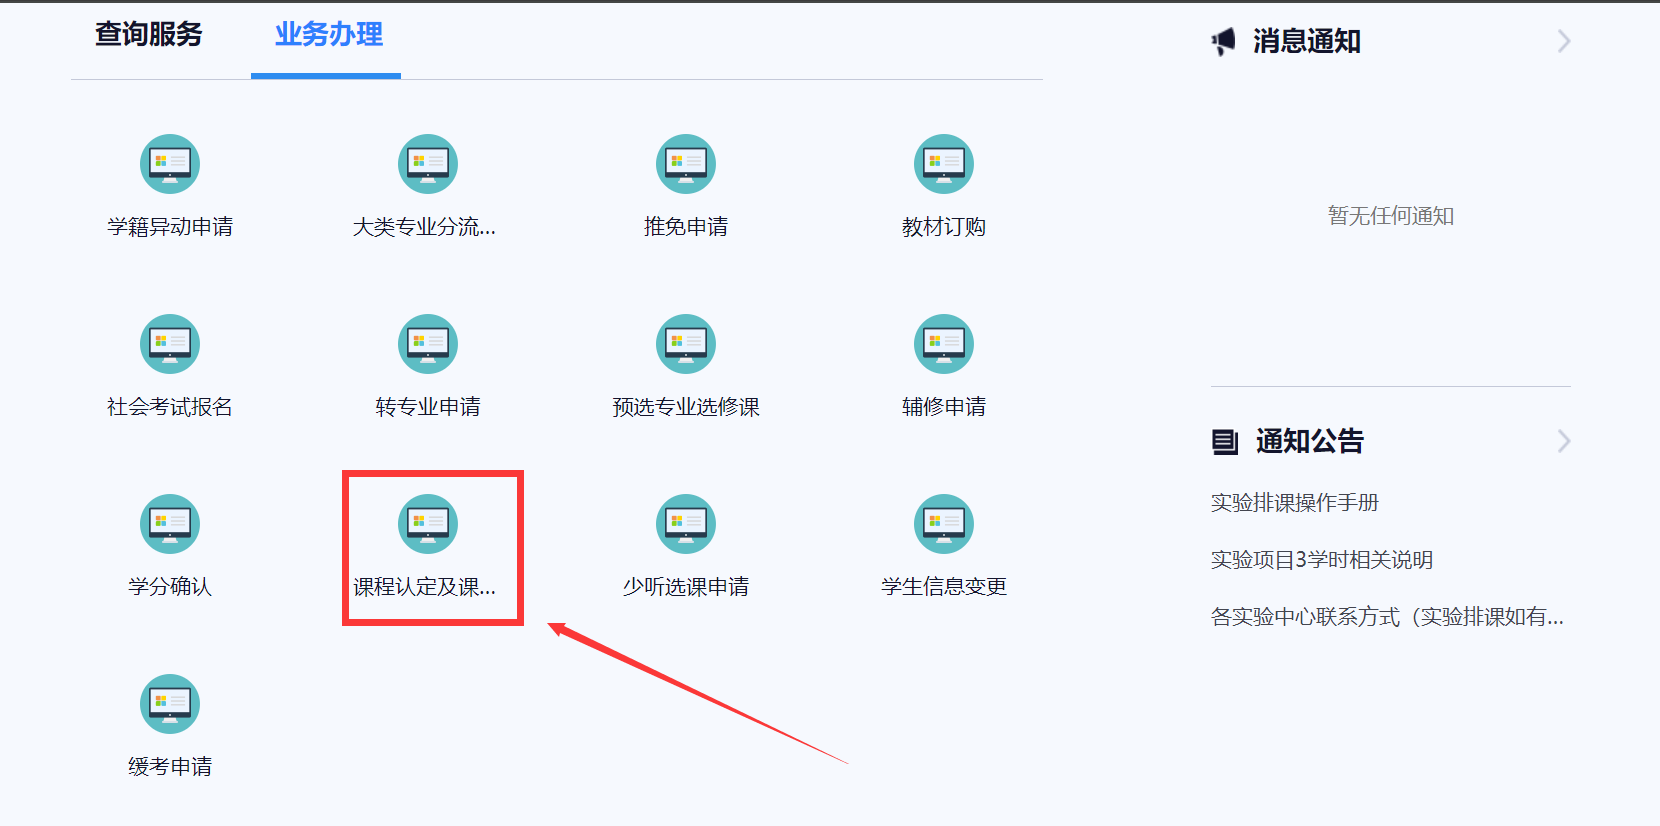 查询服务
业务办理
学籍异动申请
大类专业分流...
推免申请
教材订购
社会考试报名
转专业申请
预选专业选修课
辅修申请
学分确认
课程认定及课...
少听选课申请
学生信息变更
缓考申请
消息通知
暂无任何通知
通知公告
实验排课操作手册
实验项目3学时相关说明
各实验中心联系方式（实验排课如有...